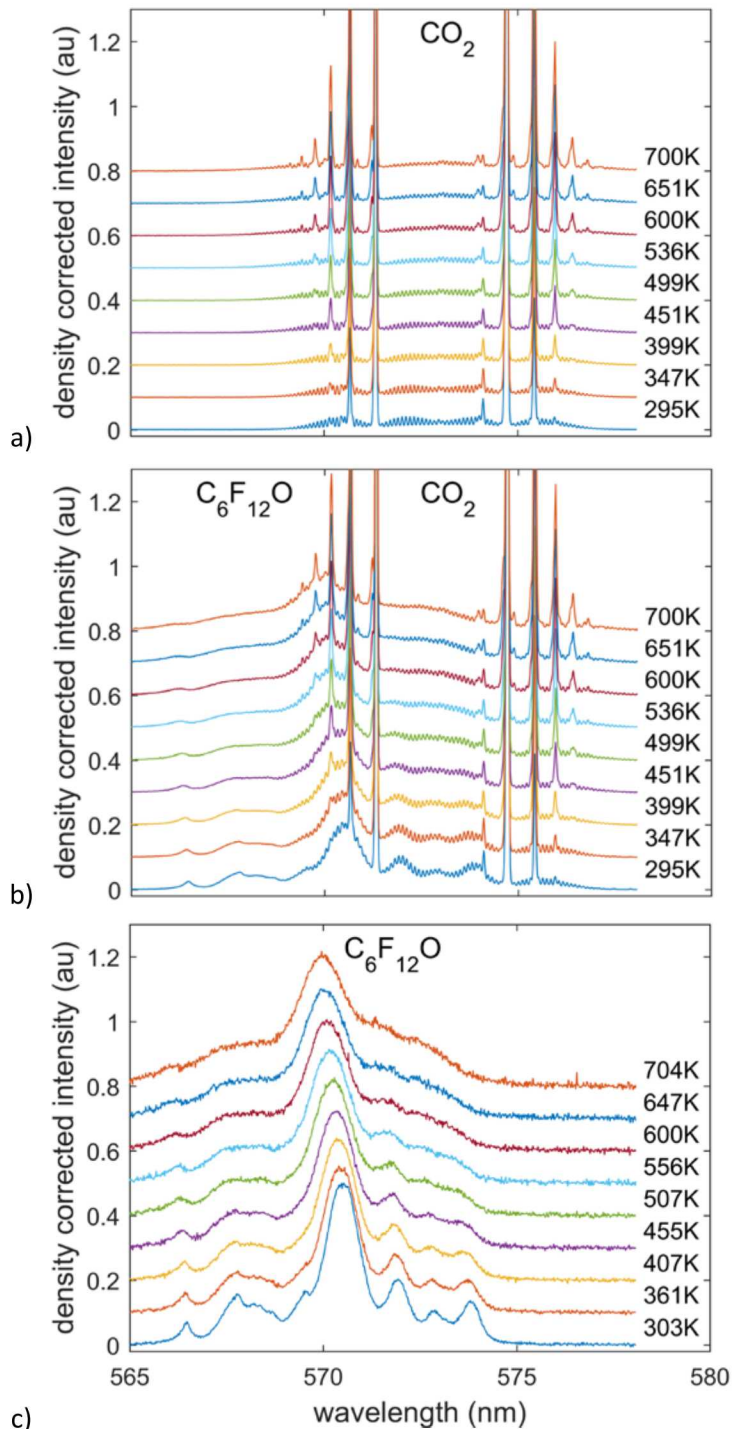 CO2
density corrected intensity (au)
1.2
1
0.8
0.6
0.4
0.2
0
700K
651K
600K
536K
499K
451K
399K
347K
295K
a)
C6F12O CO2
density corrected intensity (au)
1.2
1
0.8
0.6
0.4
0.2
0
700K
651K
600K
536K
499K
451K
399K
347K
295K
b)
C6F12O
density corrected intensity (au)
1.2
1
0.8
0.6
0.4
0.2
0
704K
647K
600K
556K
507K
455K
407K
361K
303K
565 570 575 580
wavelength (nm)
c)